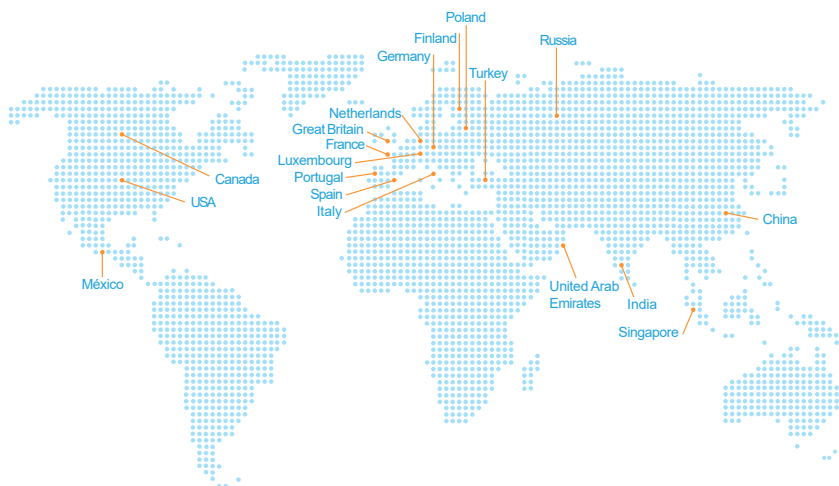 Poland
Finland
Russia
Germany
Turkey
Netherlands
Great Britain
France
Luxembourg
Portugal
Canada
Spain
USA
Italy
China
México
United Arab
Emirates
India
Singapore